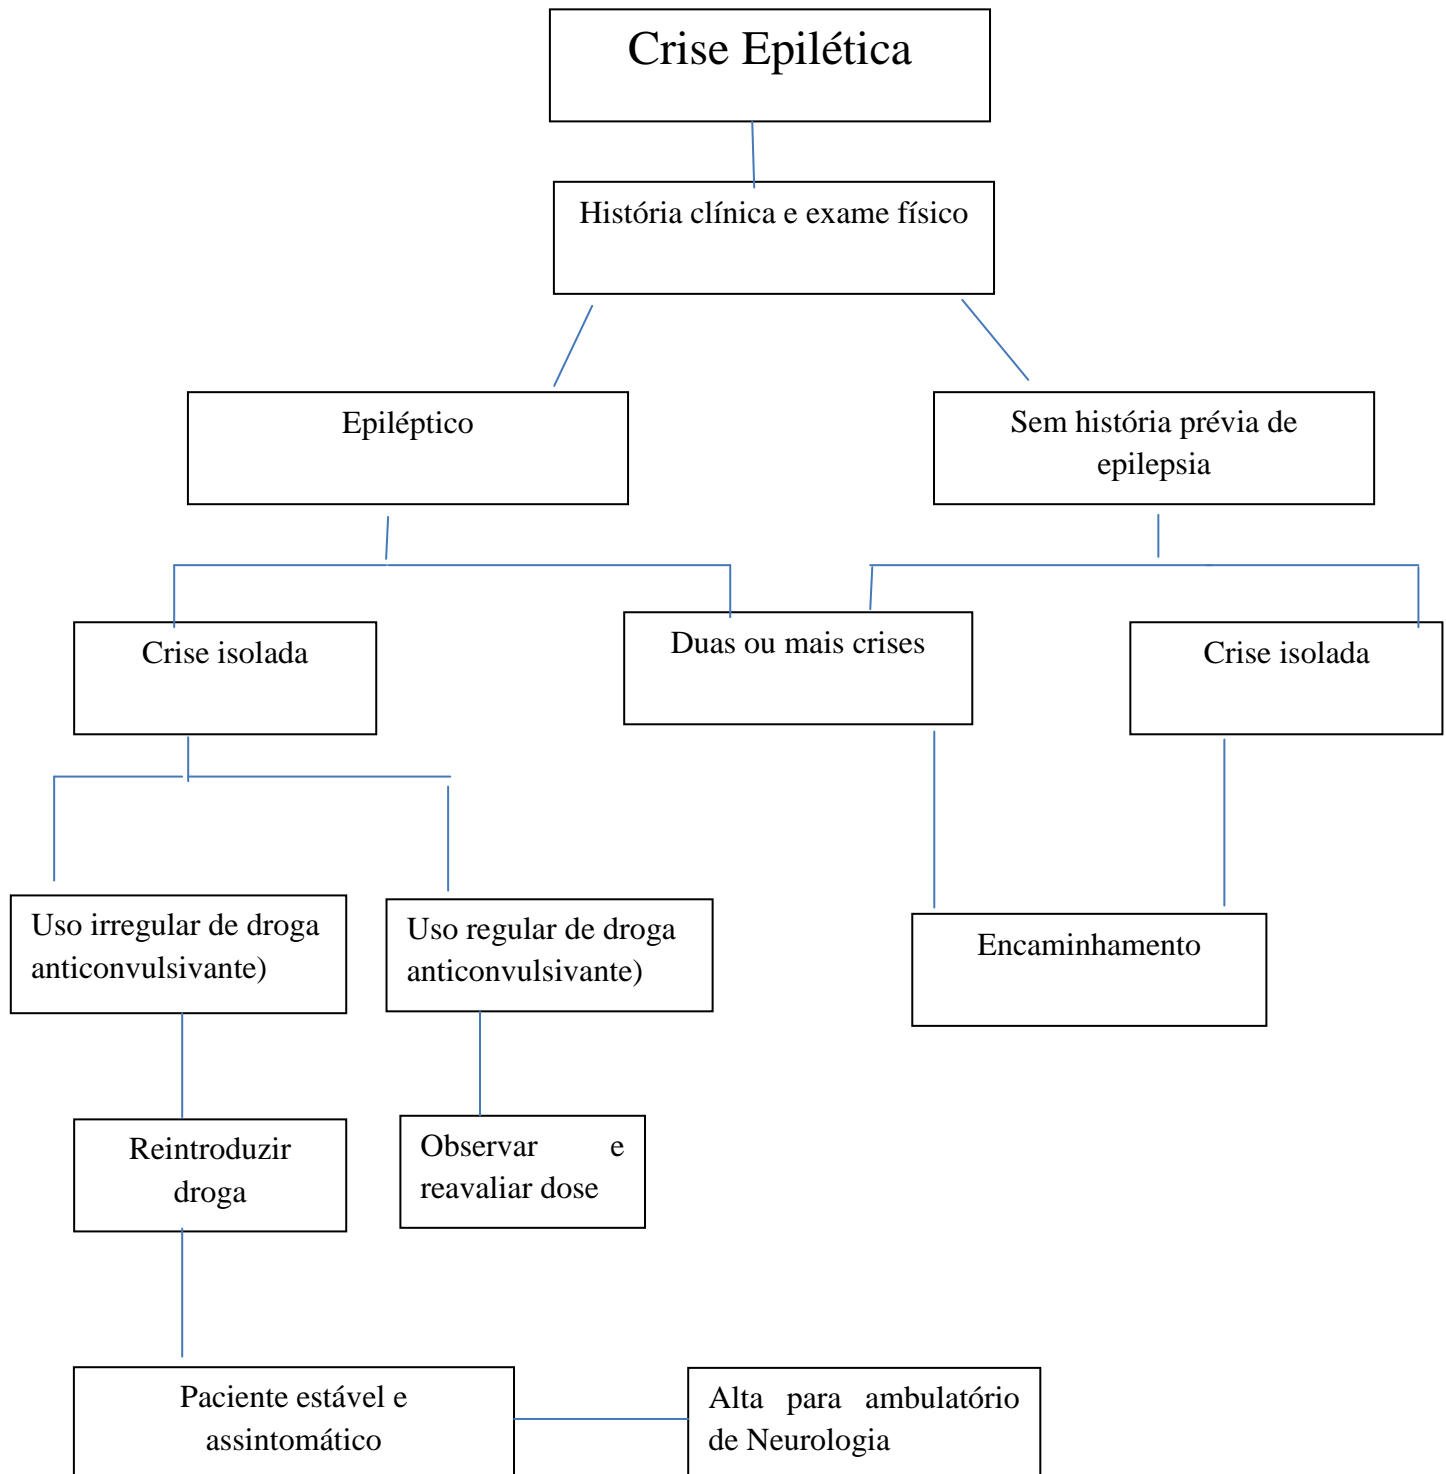 Crise Epilética
História clínica e exame físico
Epiléptico
Sem história prévia de
epilepsia
Crise isolada
Duas ou mais crises
Crise isolada
Uso irregular de droga
anticonvulsivante)
Uso regular de droga
anticonvulsivante)
Encaminhamento
Reintroduzir
droga
Observar e
reavaliar dose
Paciente estável e
assintomático
Alta para ambulatório
de Neurologia